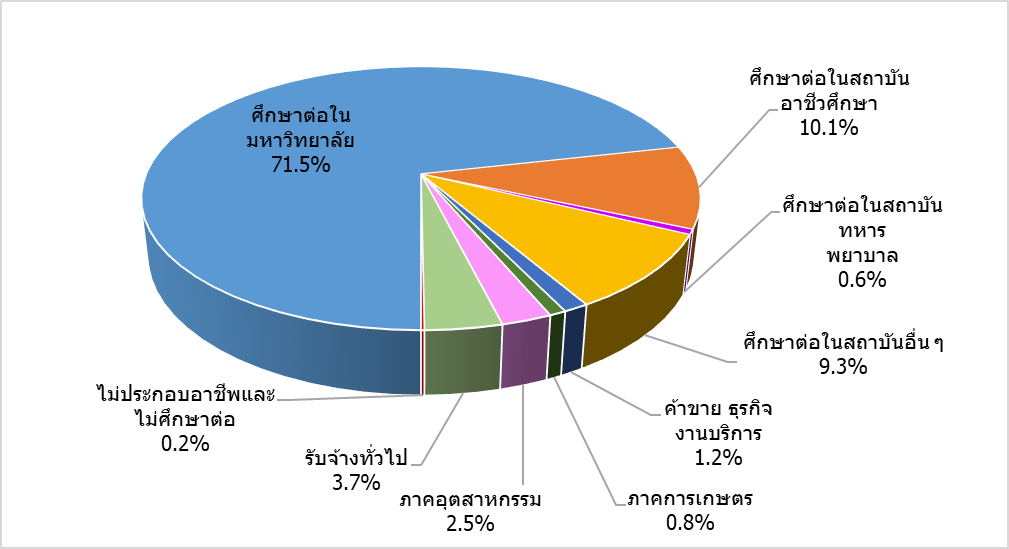 ศึกษาต่อใน
มหาวิทยาลัย
71.5%
ศึกษาต่อในสถาบัน
อาชีวศึกษา
10.1%
ศึกษาต่อในสถาบัน
ทหาร
พยาบาล
0.6%
ศึกษาต่อในสถาบันอื่น ๆ
9.3%
ค้าขาย ธุรกิจ
งานบริการ
1.2%
ภาคการเกษตร
0.8%
ภาคอุตสาหกรรม
2.5%
รับจ้างทั่วไป
3.7%
ไม่ประกอบอาชีพและ
ไม่ศึกษาต่อ
0.2%